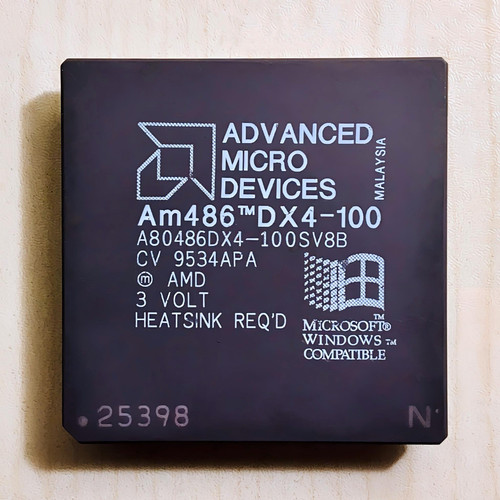 ADVANCED
MICRO
DEVICES
MALAYSIA
Am486™DX4-100
A80486DX4-100SV8B
CV 9534APA
ⓜ AMD
3 VOLT
HEATSINK REQ'D
MICROSOFT®
WINDOWS™
COMPATIBLE
25398
N